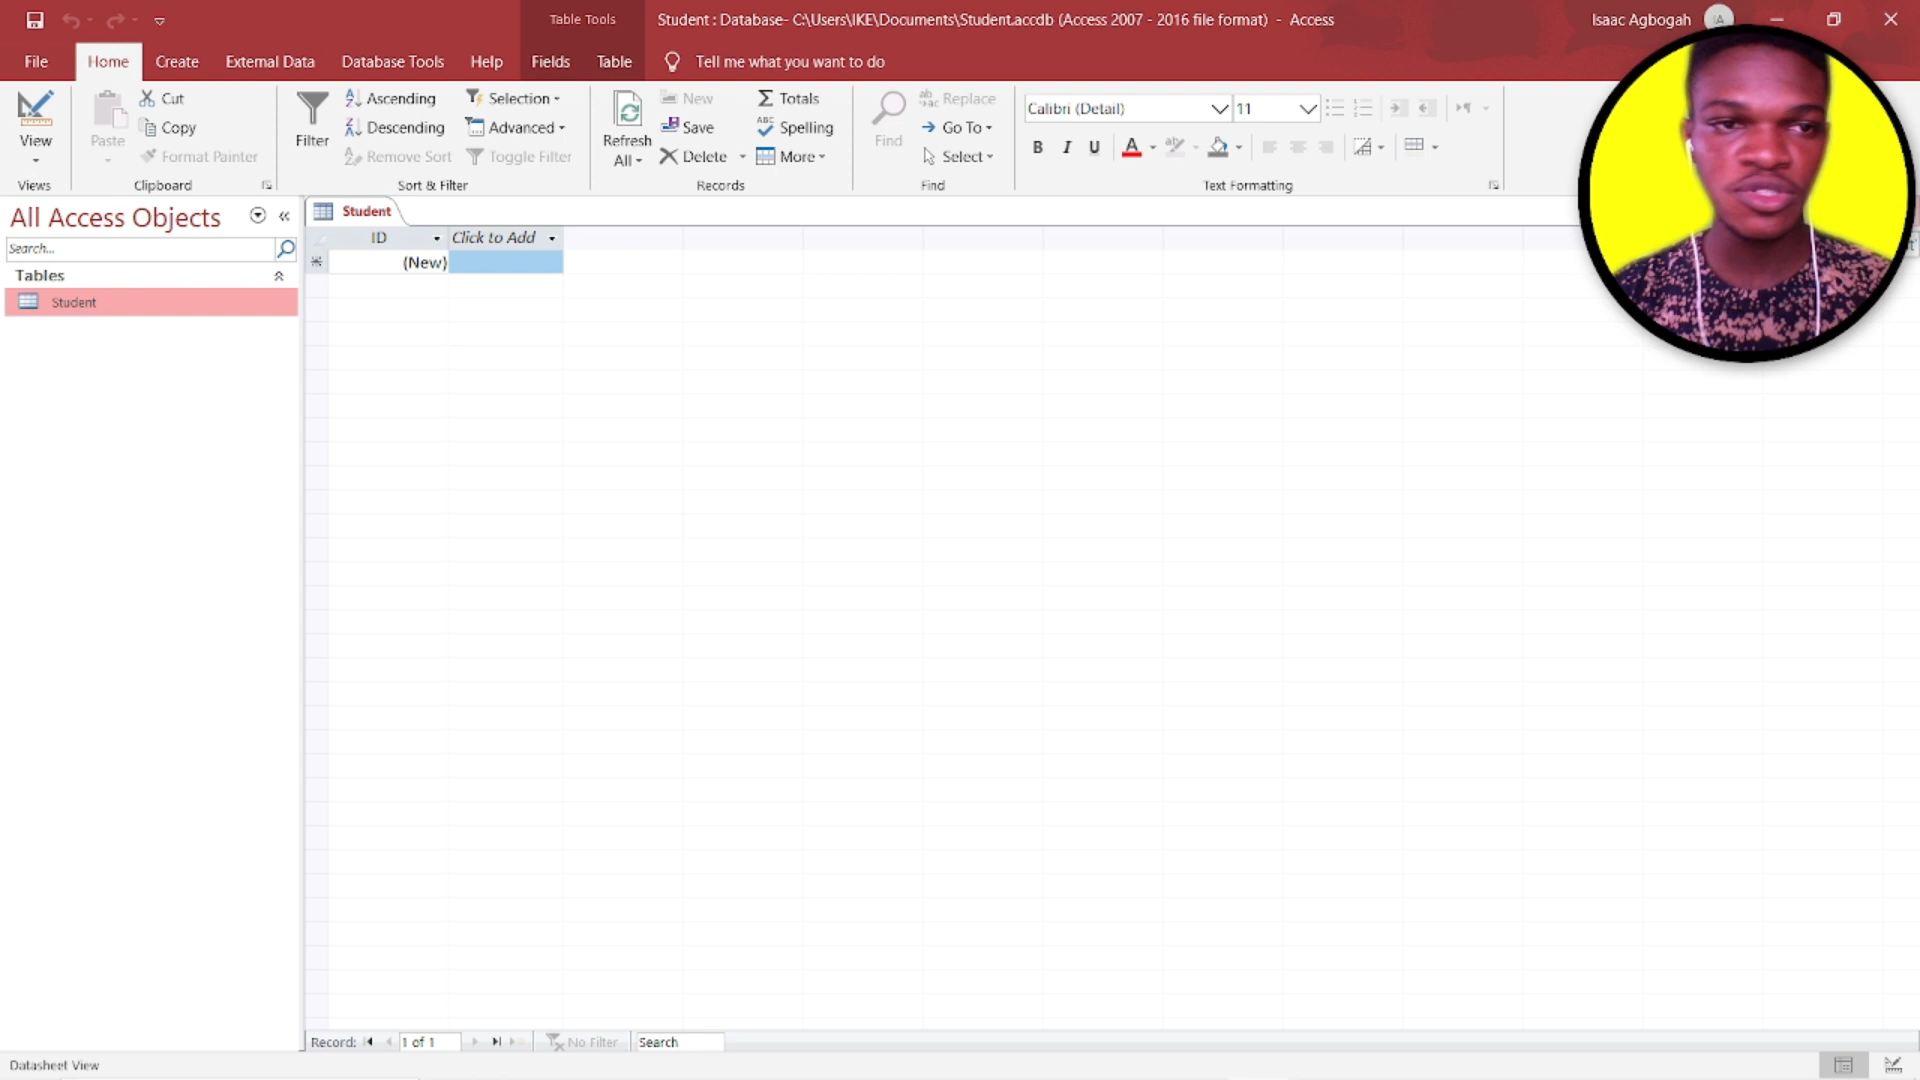 Table Tools
Student : Database- C:\Users\IKE\Documents\Student.accdb (Access 2007 - 2016 file format) - Access
Isaac Agbogah
IA
File
Home
Create
External Data
Database Tools
Help
Fields
Table
Tell me what you want to do
View
Views
Paste
Cut
Copy
Format Painter
Clipboard
Filter
Ascending
Descending
Remove Sort
Selection
Advanced
Toggle Filter
Sort & Filter
Refresh
All
New
Save
Delete
Totals
Spelling
More
Records
Find
Replace
Go To
Select
Find
Calibri (Detail)
11
B I U A
Text Formatting
All Access Objects
Search...
Tables
Student
Student
ID
Click to Add
(New)
Record:
1 of 1
No Filter
Search
Datasheet View